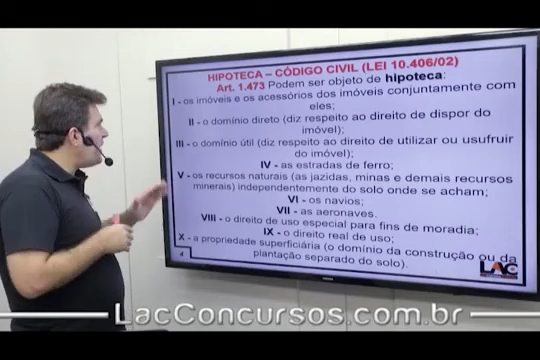 HIPOTECA – CÓDIGO CIVIL (LEI 10.406/02)
Art. 1.473 Podem ser objeto de hipoteca:
I - os imóveis e os acessórios dos imóveis conjuntamente com
eles;
II - o domínio direto (diz respeito ao direito de dispor do
imóvel);
III - o domínio útil (diz respeito ao direito de utilizar ou usufruir
do imóvel);
IV - as estradas de ferro;
V - os recursos naturais (as jazidas, minas e demais recursos
minerais) independentemente do solo onde se acham;
VI - os navios;
VII - as aeronaves.
VIII - o direito de uso especial para fins de moradia;
IX - o direito real de uso;
X - a propriedade superficiária (o domínio da construção ou da
plantação separado do solo).
4
LAC
LacConcursos.com.br